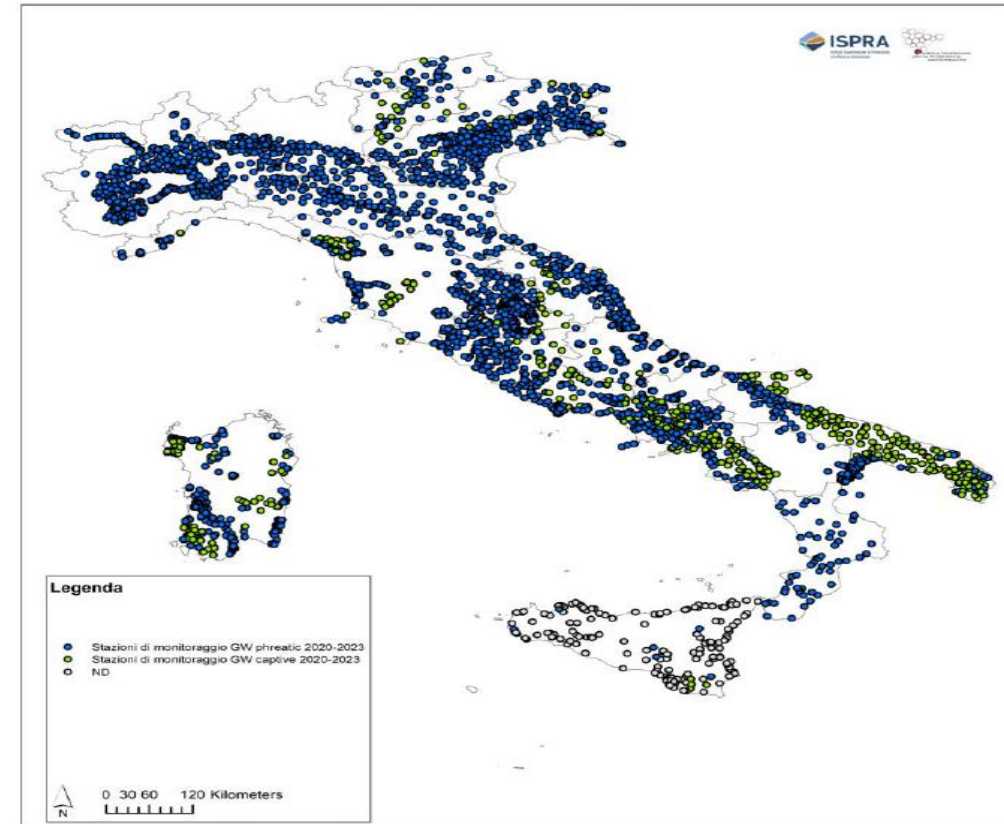 ISPRA
Legenda
Stazioni di monitoraggio GW phreatic 2020-2023
Stazioni di monitoraggio GW captive 2020-2023
ND
N
0 30 60 120 Kilometers